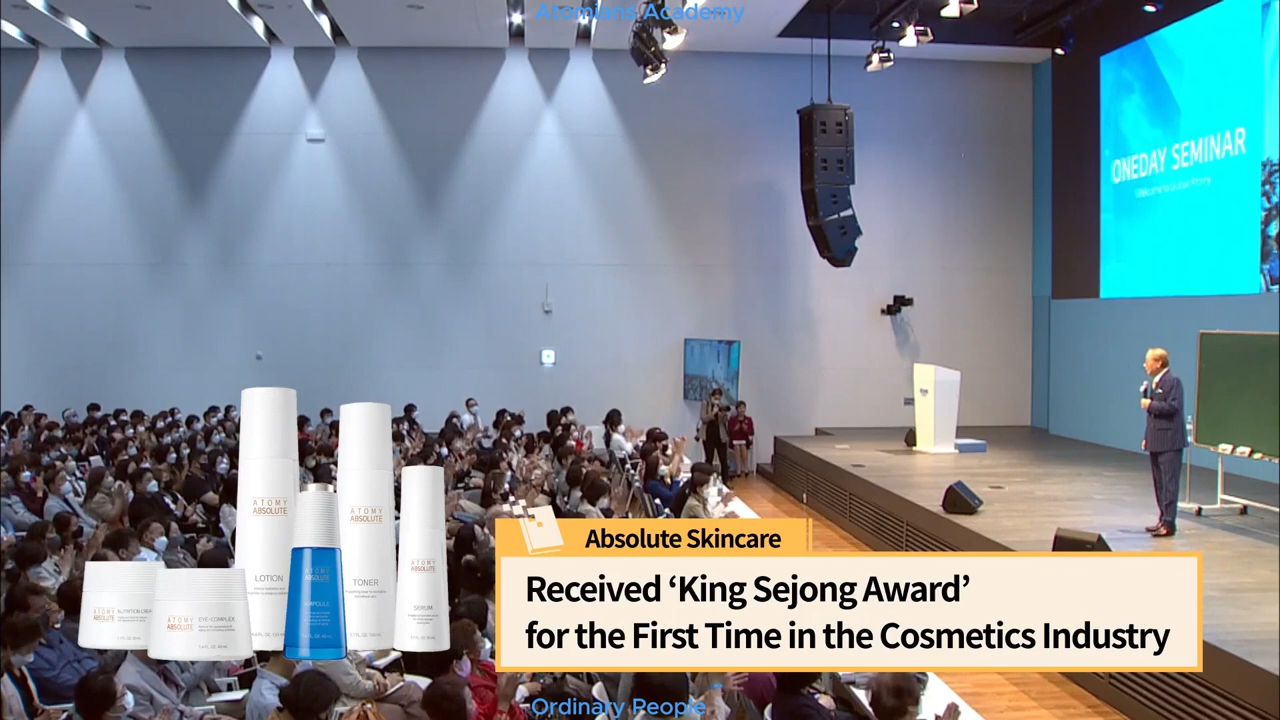 Atomians Academy
ONEDAY SEMINAR
Absolute Skincare
Received ‘King Sejong Award’
for the First Time in the Cosmetics Industry
ATOMY
ABSOLUTE
LOTION
ATOMY
ABSOLUTE
TONER
ATOMY
ABSOLUTE
SERUM
ATOMY
ABSOLUTE
AMPOULE
ATOMY
ABSOLUTE
NUTRITION CREAM
ATOMY
ABSOLUTE
EYE-COMPLEX
Ordinary People